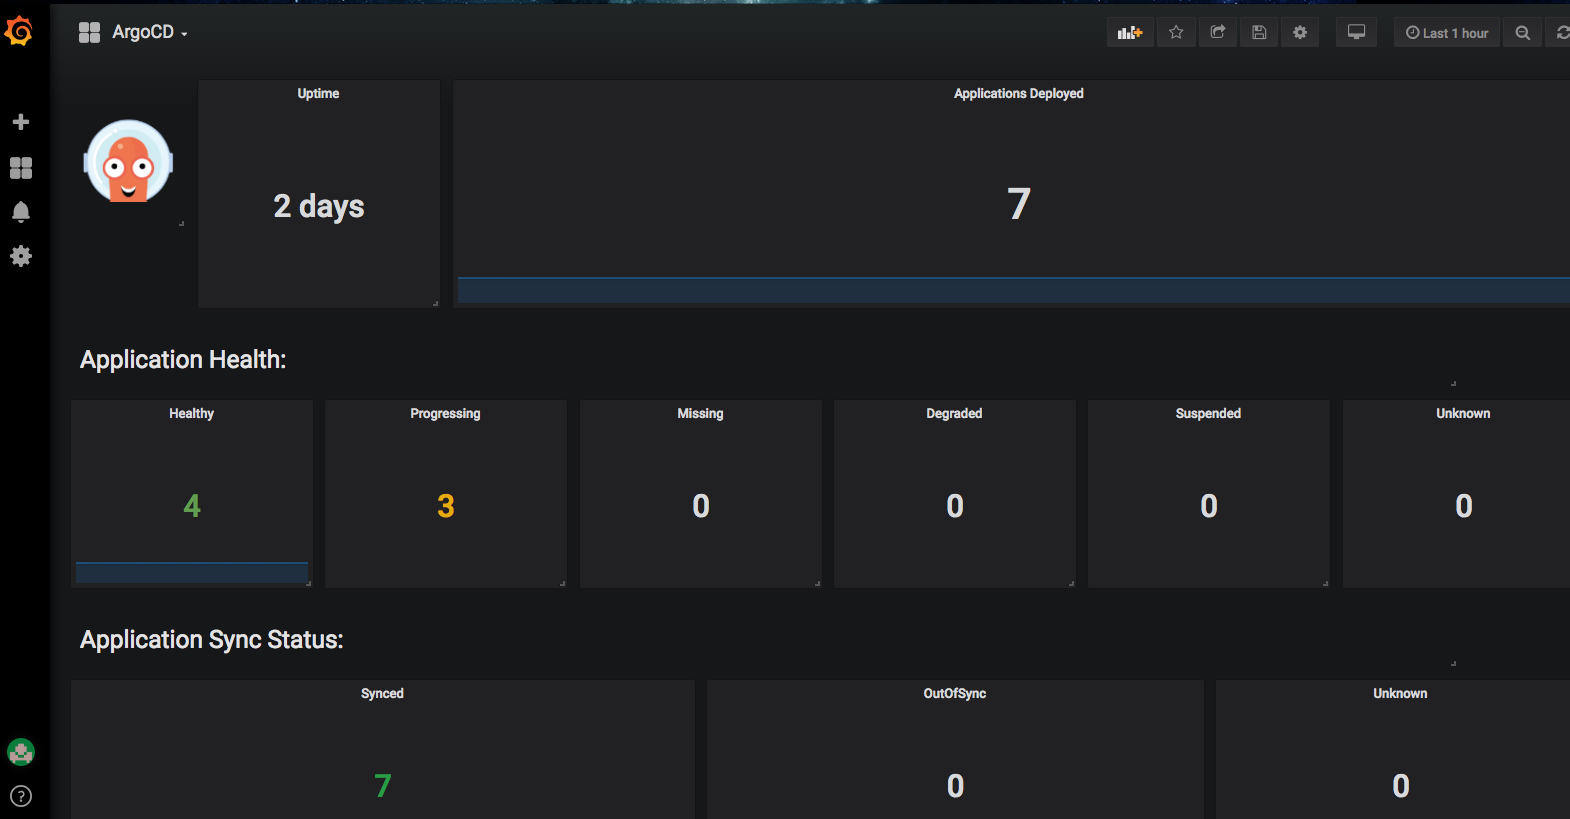 ArgoCD
Last 1 hour
Uptime
Applications Deployed
2 days
7
Application Health:
Healthy
Progressing
Missing
Degraded
Suspended
Unknown
4
3
0
0
0
0
Application Sync Status:
Synced
OutOfSync
Unknown
7
0
0
?